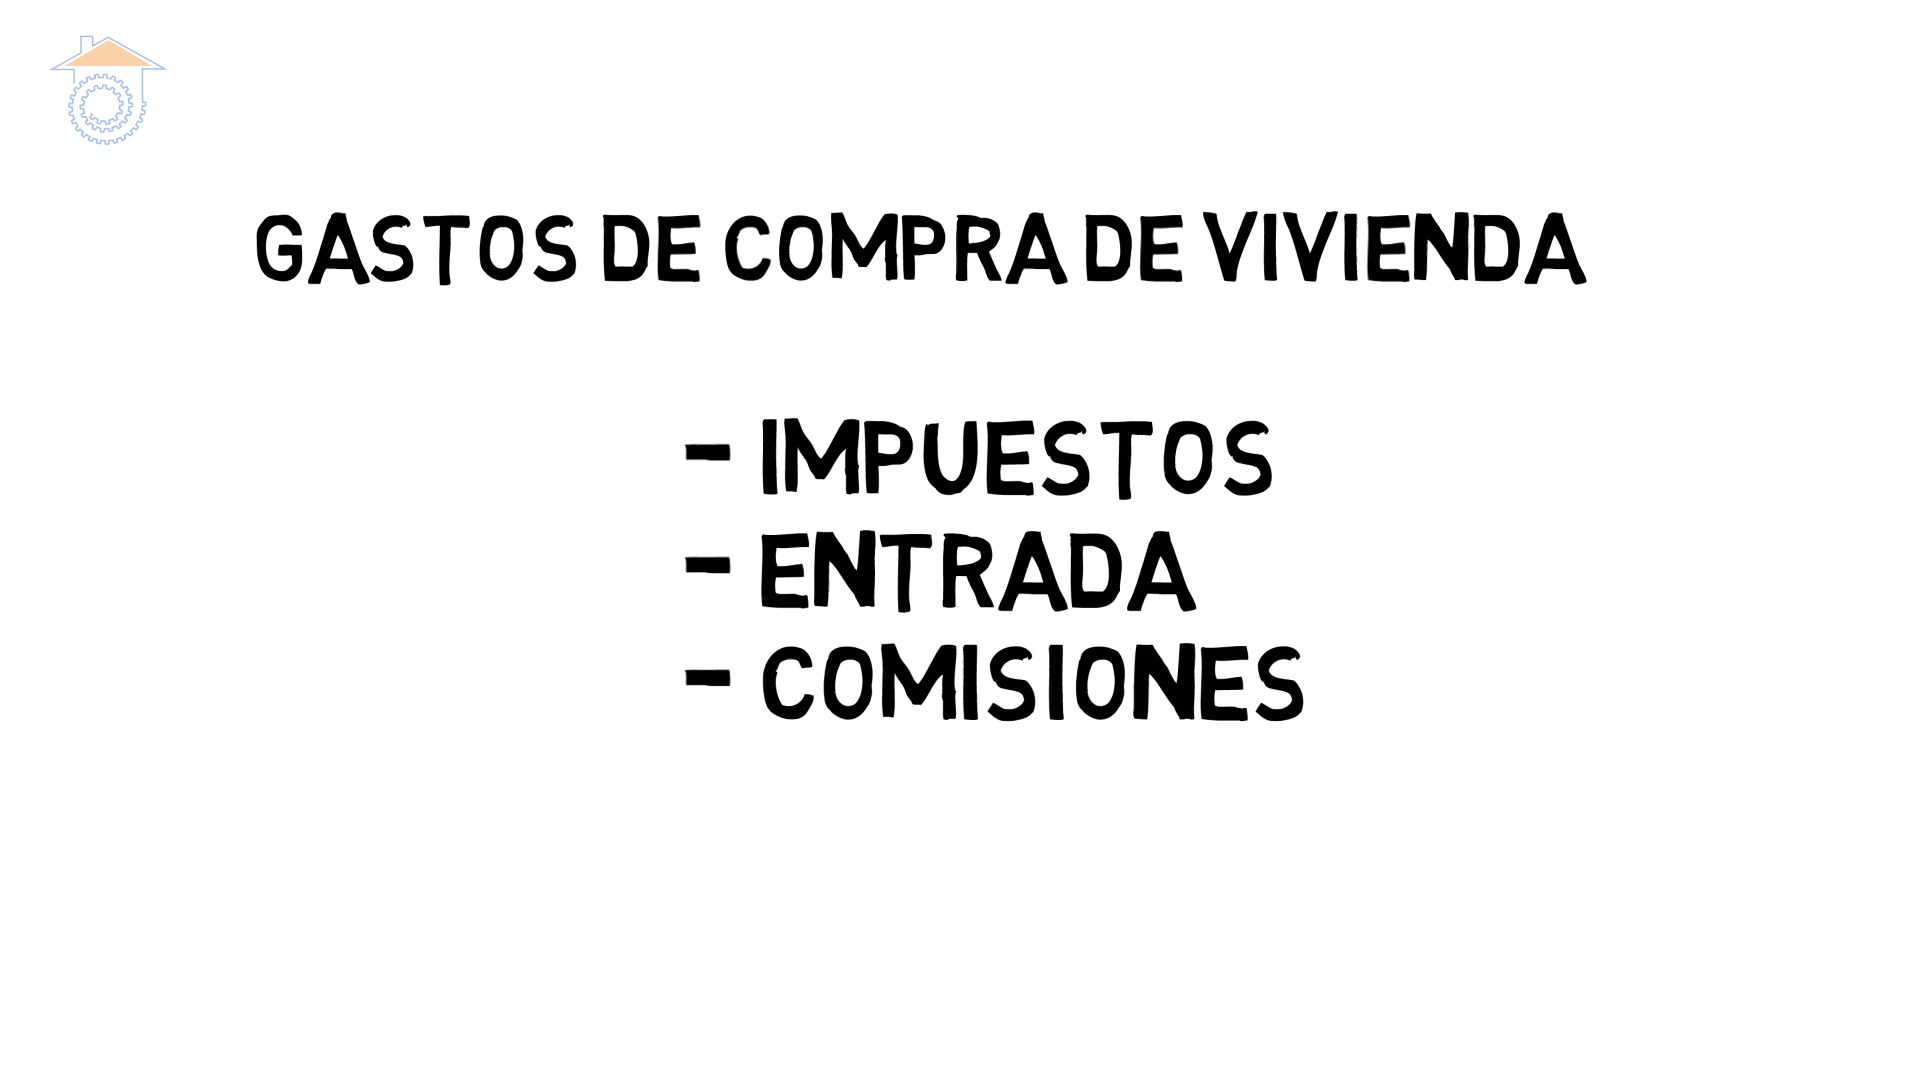 GASTOS DE COMPRA DE VIVIENDA
- IMPUESTOS
- ENTRADA
- COMISIONES